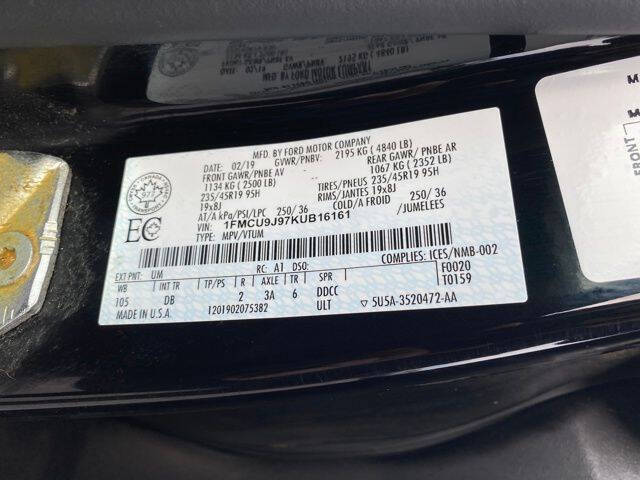 MFD. BY FORD MOTOR COMPANY
DATE: 02/19 GVWR/PNBV: 2195 KG ( 4840 LB)
FRONT GAWR/PNBE AV REAR GAWR/ PNBE AR
1134 KG ( 2500 LB) 1067 KG ( 2352 LB)
235/45R19 95H TIRES/PNEUS 235/45R19 95H
19x8J RIMS/JANTES 19x8J
AT/A kPa/PSI/LPC 250/36 COLD/A FROID 250/ 36
VIN: 1FMCU9J97KUB16161 /JUMELEES
TYPE: MPV/VTUM
EC
COMPLIES: ICES/NMB-002
EXT PNT: UM RC: A1 DSO: F0020
WB INT TR TP/PS R AXLE TR SPR T0159
105 DB 2 3A 6 DDCC
MADE IN U.S.A. 1201902075382 ULT 5U5A-3520472-AA
FRONT